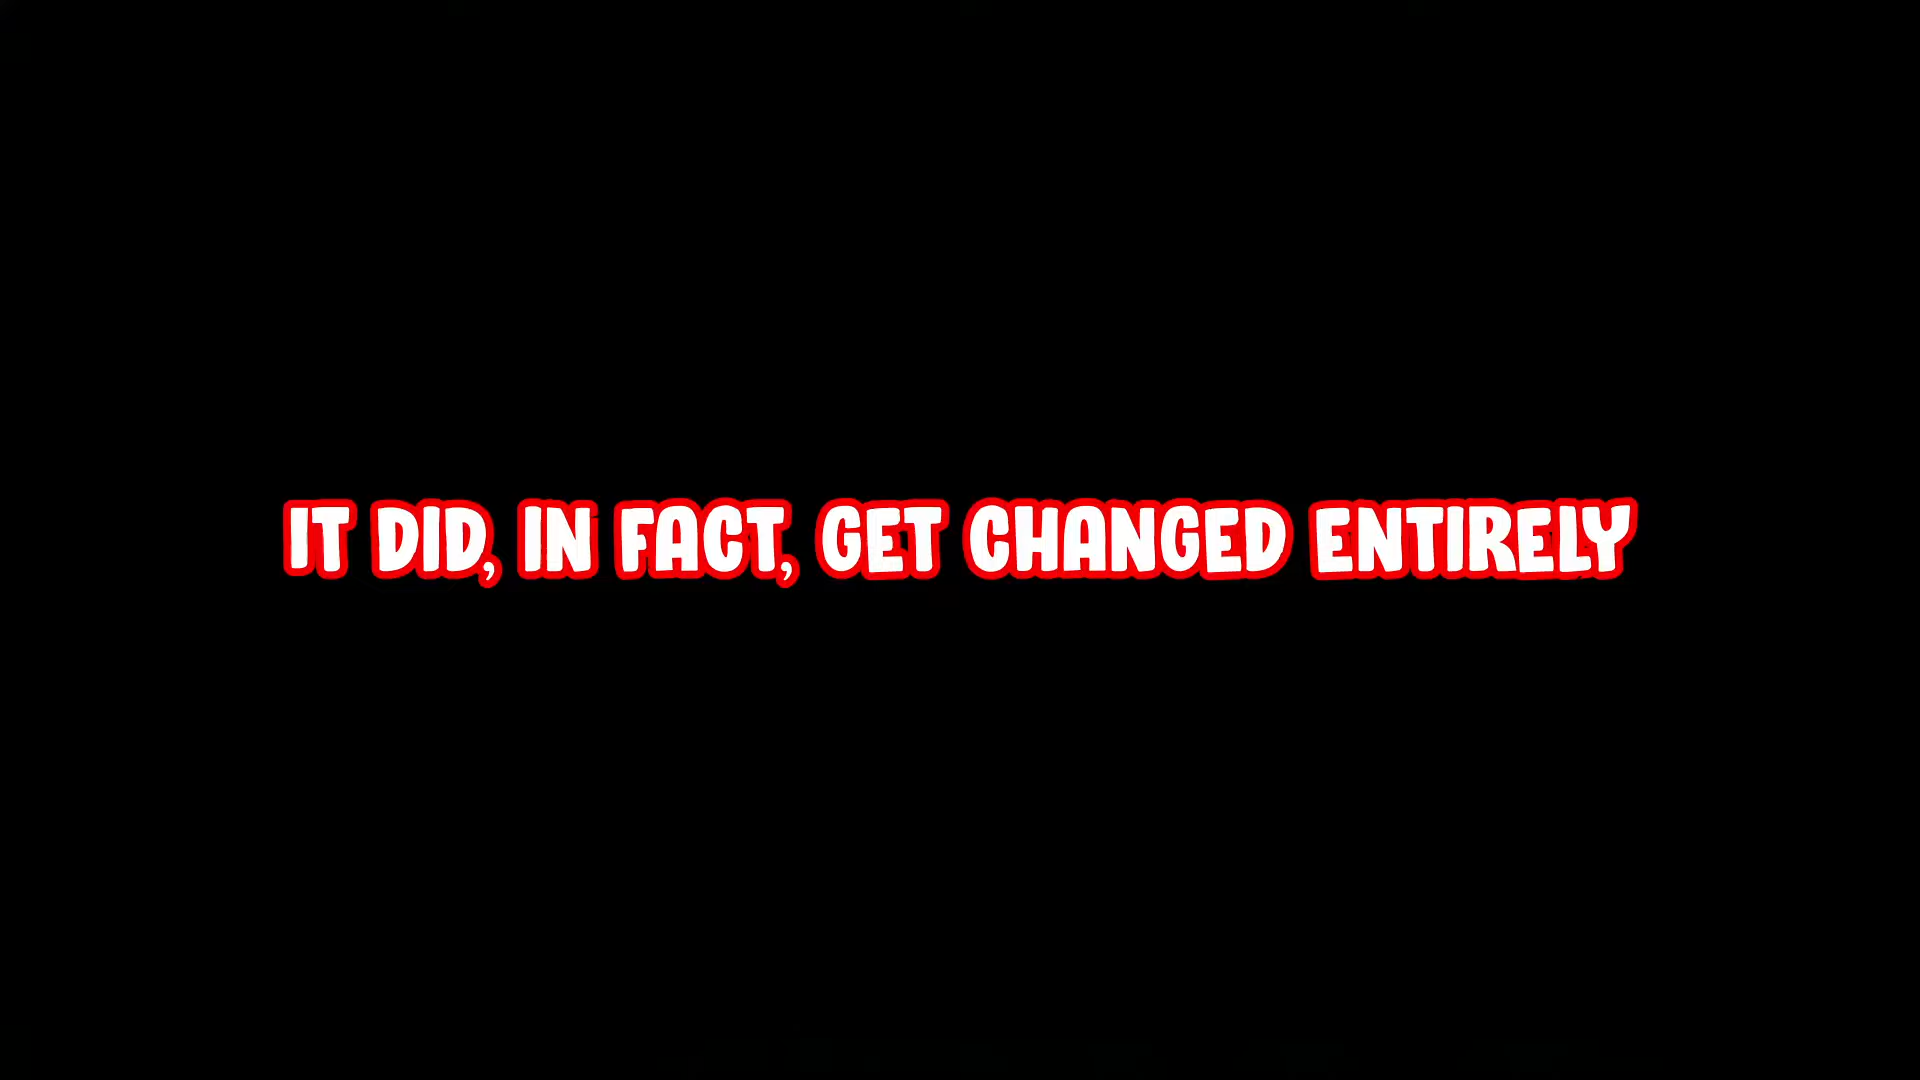 IT DID, IN FACT, GET CHANGED ENTIRELY